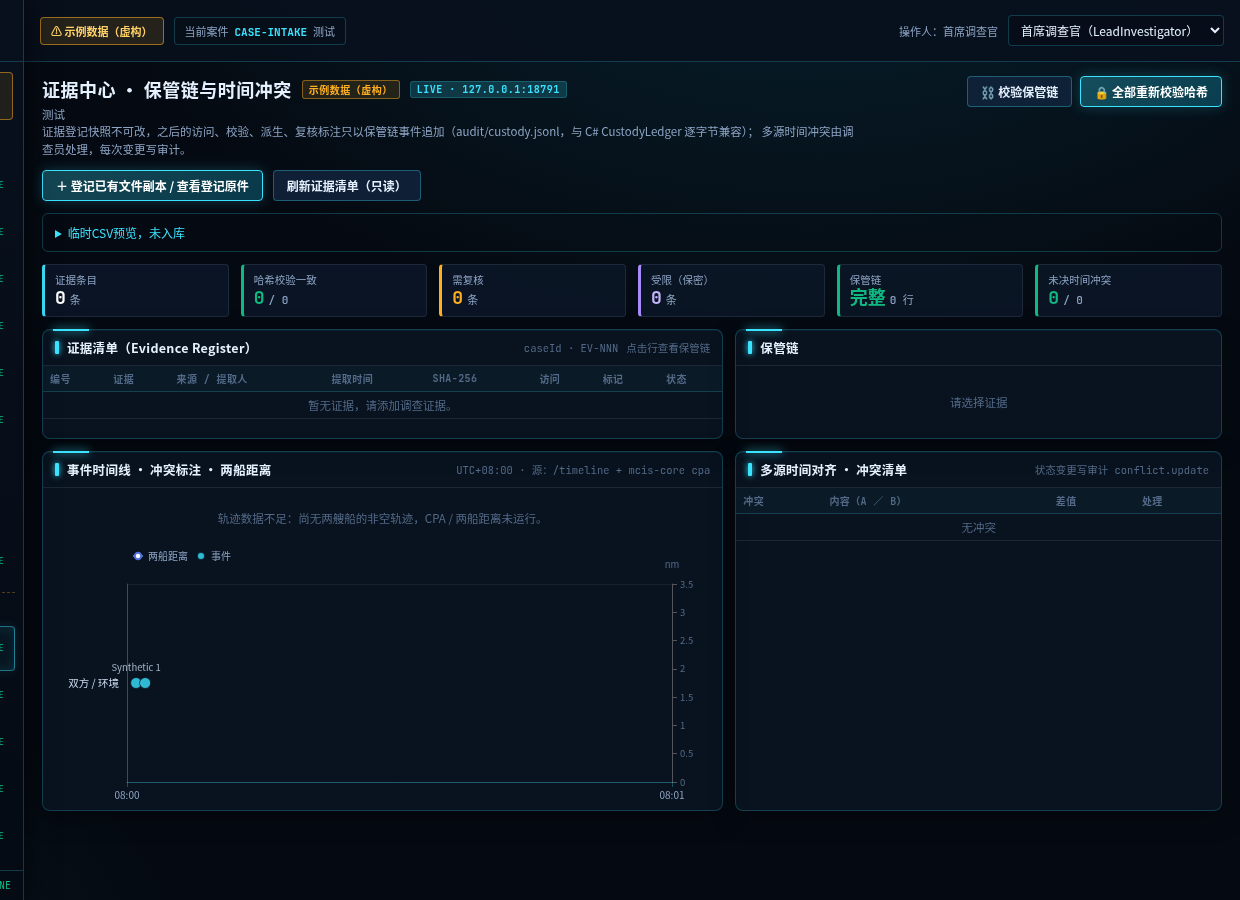 ⚠ 示例数据（虚构）
当前案件 CASE-INTAKE 测试
操作人：首席调查官
首席调查官（LeadInvestigator）
证据中心 · 保管链与时间冲突
示例数据（虚构）
LIVE · 127.0.0.1:18791
⛓ 校验保管链
🔒 全部重新校验哈希
测试
证据登记快照不可改，之后的访问、校验、派生、复核标注只以保管链事件追加（audit/custody.jsonl，与 C# CustodyLedger 逐字节兼容）； 多源时间冲突由调
查员处理，每次变更写审计。
＋ 登记已有文件副本 / 查看登记原件
刷新证据清单（只读）
▶ 临时CSV预览，未入库
证据条目
0 条
哈希校验一致
0 / 0
需复核
0 条
受限（保密）
0 条
保管链
完整 0 行
未决时间冲突
0 / 0
证据清单（Evidence Register）
caseId · EV-NNN 点击行查看保管链
编号 证据 来源 / 提取人 提取时间 SHA-256 访问 标记 状态
暂无证据，请添加调查证据。
保管链
请选择证据
事件时间线 · 冲突标注 · 两船距离
UTC+08:00 · 源：/timeline + mcis-core cpa
轨迹数据不足：尚无两艘船的非空轨迹，CPA / 两船距离未运行。
两船距离 事件
nm
3.5
3
2.5
2
1.5
1
0.5
0
Synthetic 1
双方 / 环境
08:00
08:01
多源时间对齐 · 冲突清单
状态变更写审计 conflict.update
冲突 内容（A ／ B） 差值 处理
无冲突
NE